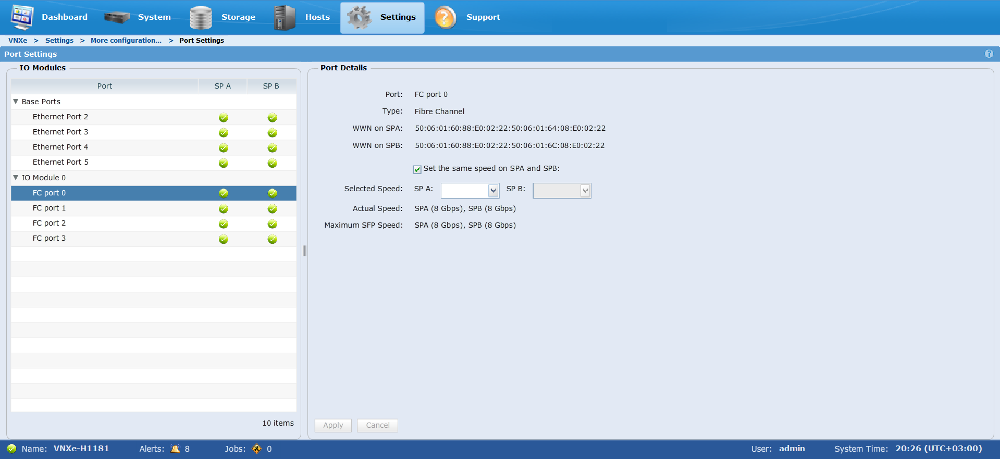 Dashboard System Storage Hosts Settings Support
VNXe > Settings > More configuration... > Port Settings
Port Settings
IO Modules
Port SP A SP B
Base Ports
Ethernet Port 2
Ethernet Port 3
Ethernet Port 4
Ethernet Port 5
IO Module 0
FC port 0
FC port 1
FC port 2
FC port 3
10 items
Port Details
Port: FC port 0
Type: Fibre Channel
WWN on SPA: 50:06:01:60:88:E0:02:22:50:06:01:64:08:E0:02:22
WWN on SPB: 50:06:01:60:88:E0:02:22:50:06:01:6C:08:E0:02:22
Set the same speed on SPA and SPB:
Selected Speed: SP A: SP B:
Actual Speed: SPA (8 Gbps), SPB (8 Gbps)
Maximum SFP Speed: SPA (8 Gbps), SPB (8 Gbps)
Apply Cancel
Name: VNXe-H1181 Alerts: 8 Jobs: 0 User: admin System Time: 20:26 (UTC+03:00)